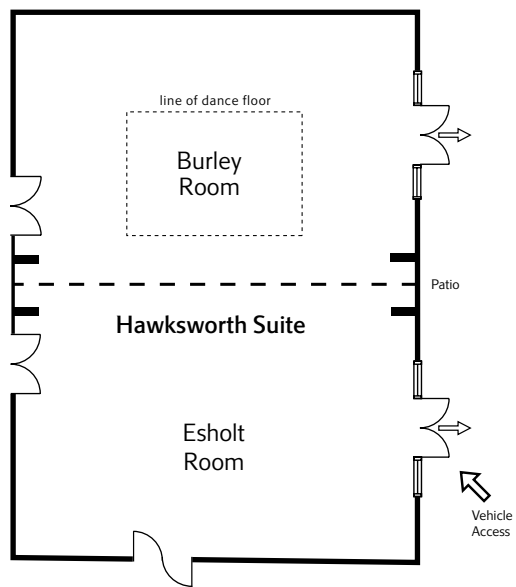 line of dance floor
Burley
Room
Patio
Hawksworth Suite
Esholt
Room
Vehicle
Access